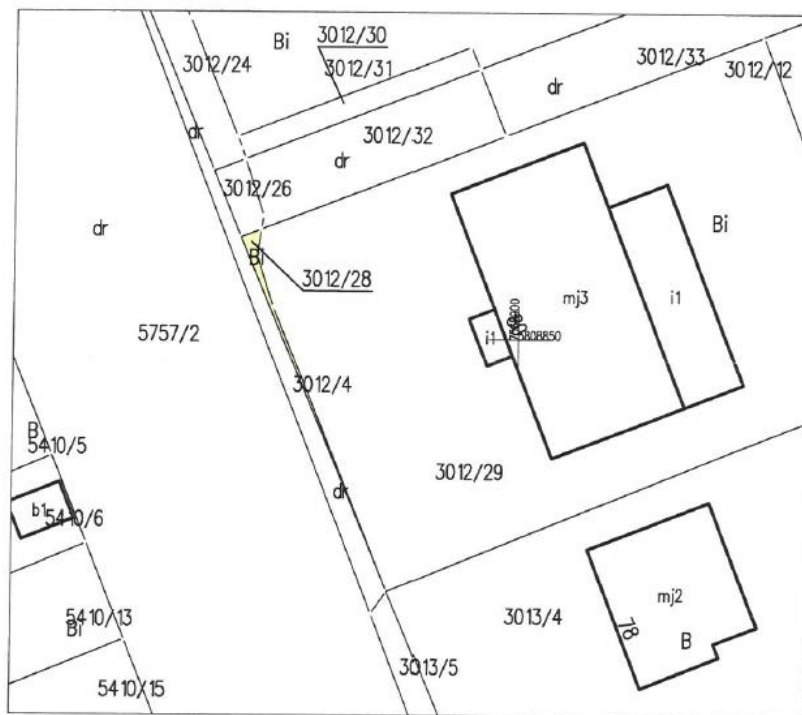 3012/30
Bi
3012/24
3012/31
3012/33
3012/12
dr
dr
3012/32
dr
3012/26
dr
Bi
Bi
3012/28
mj3
i1
5757/2
i1
75808850
3012/4
B
5410/5
3012/29
dr
b1
5410/6
mj2
5410/13
Bi
3013/4
78
B
3013/5
5410/15